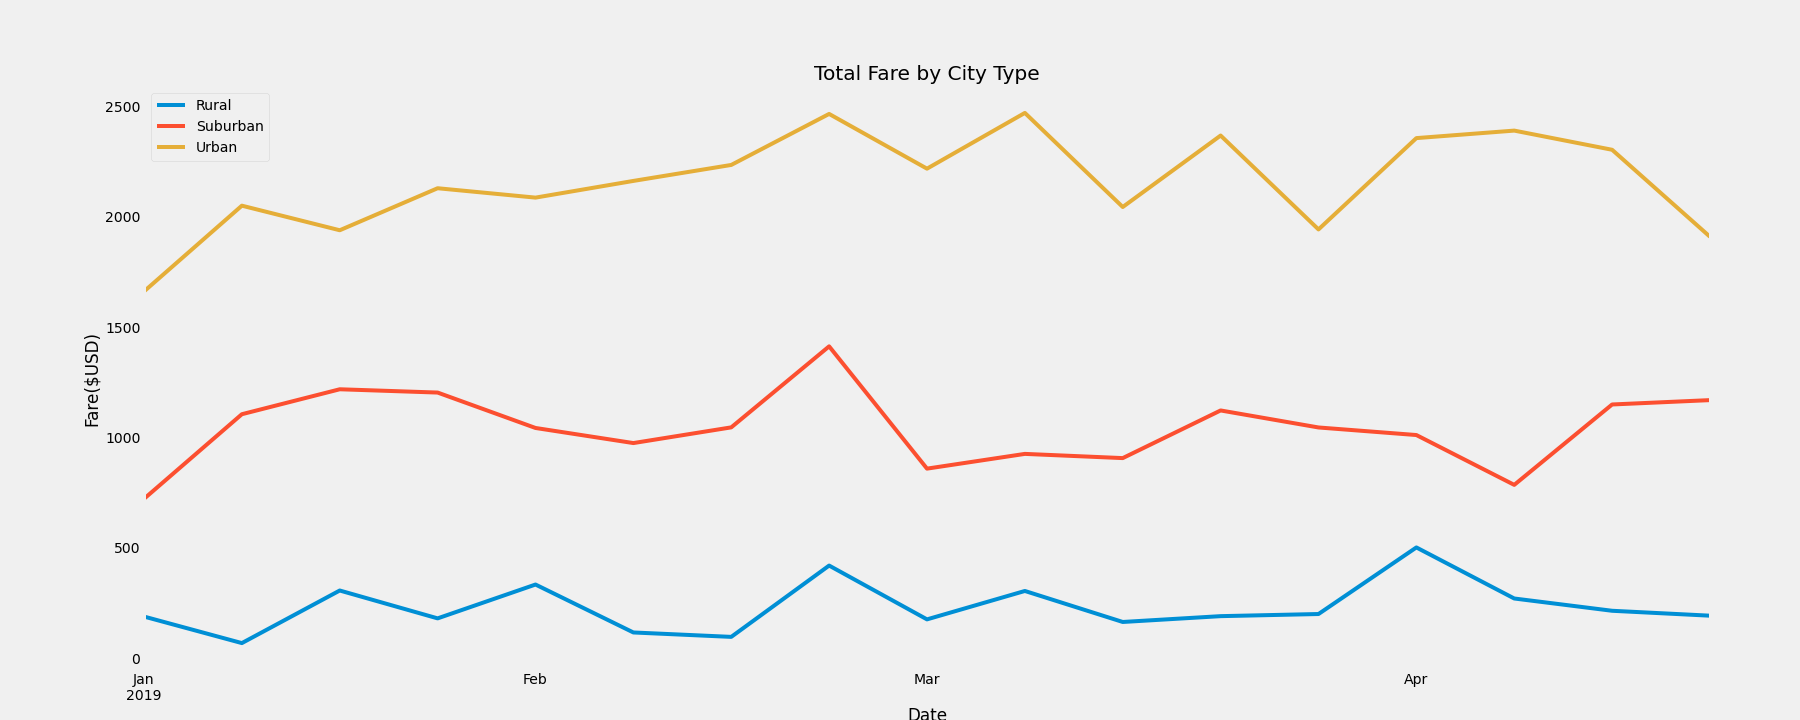 Total Fare by City Type
Rural
Suburban
Urban
2500
2000
1500
1000
500
0
Fare($USD)
Jan
2019
Feb
Mar
Apr
Date